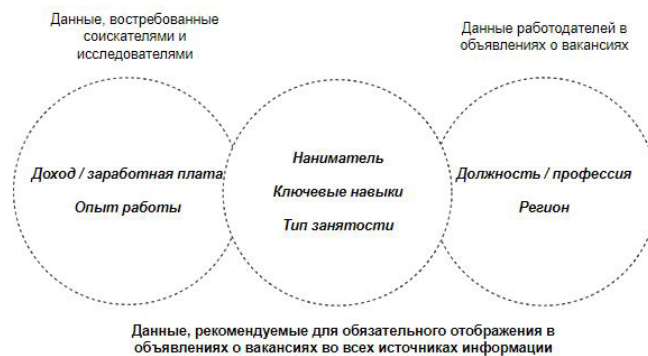 Данные, востребованные
соискателями и
исследователями
Данные работодателей в
объявлениях о вакансиях
Доход / заработная плата
Опыт работы
Наниматель
Ключевые навыки
Тип занятости
Должность / профессия
Регион
Данные, рекомендуемые для обязательного отображения в
объявлениях о вакансиях во всех источниках информации